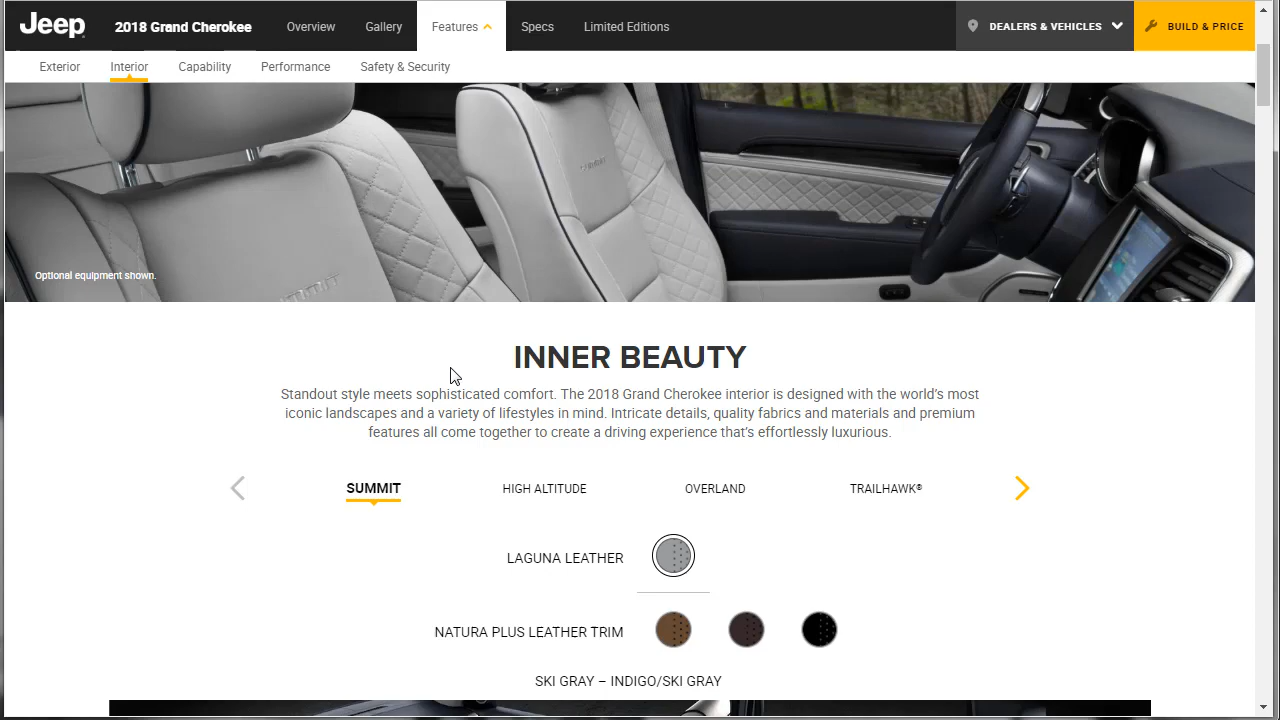 Jeep
2018 Grand Cherokee
Overview
Gallery
Features
Specs
Limited Editions
DEALERS & VEHICLES
BUILD & PRICE
Exterior
Interior
Capability
Performance
Safety & Security
Optional equipment shown.
INNER BEAUTY
Standout style meets sophisticated comfort. The 2018 Grand Cherokee interior is designed with the world's most
iconic landscapes and a variety of lifestyles in mind. Intricate details, quality fabrics and materials and premium
features all come together to create a driving experience that's effortlessly luxurious.
SUMMIT
HIGH ALTITUDE
OVERLAND
TRAILHAWK®
LAGUNA LEATHER
NATURA PLUS LEATHER TRIM
SKI GRAY – INDIGO/SKI GRAY